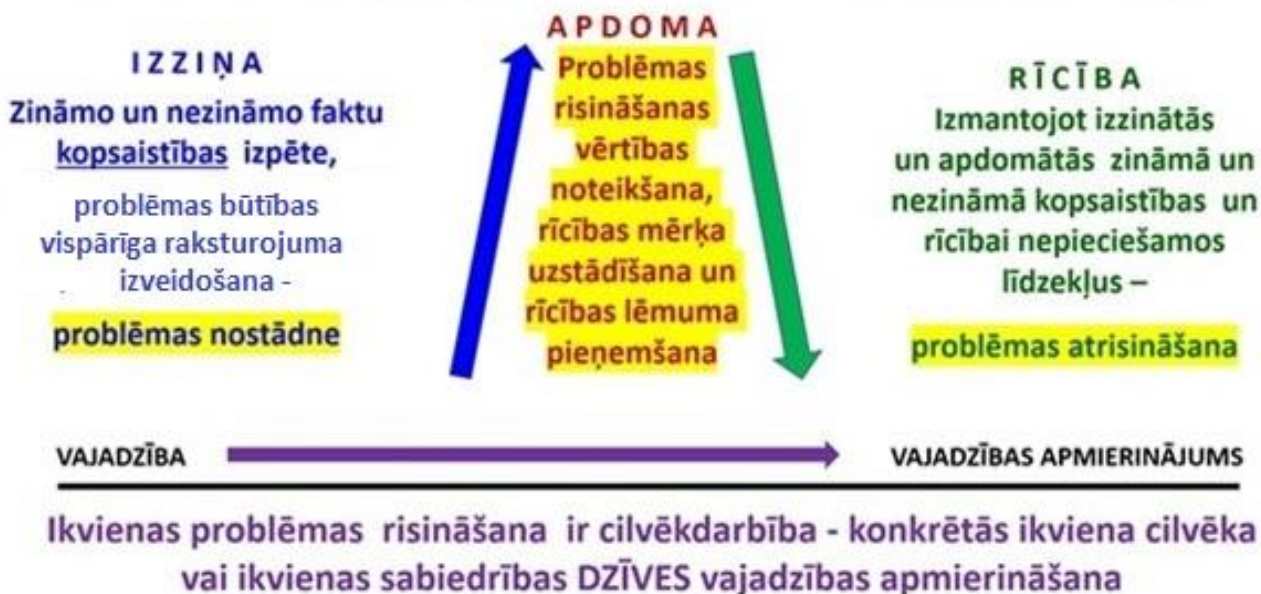 IZZIŅA
Zināmo un nezināmo faktu
kopsaistības izpēte,
problēmas būtības
vispārīga raksturojuma
izveidošana -
problēmas nostādne
APDOMA
Problēmas
risināšanas
vērtības
noteikšana,
rīcības mērķa
uzstādīšana un
rīcības lēmuma
pieņemšana
RĪCĪBA
Izmantojot izzinātās
un apdomātās zināmā un
nezināmā kopsaistības un
rīcībai nepieciešamos
līdzekļus –
problēmas atrisināšana
VAJADZĪBA
VAJADZĪBAS APMIERINĀJUMS
Ikvienas problēmas risināšana ir cilvēkdarbība - konkrētās ikviena cilvēka
vai ikvienas sabiedrības DZĪVES vajadzības apmierināšana